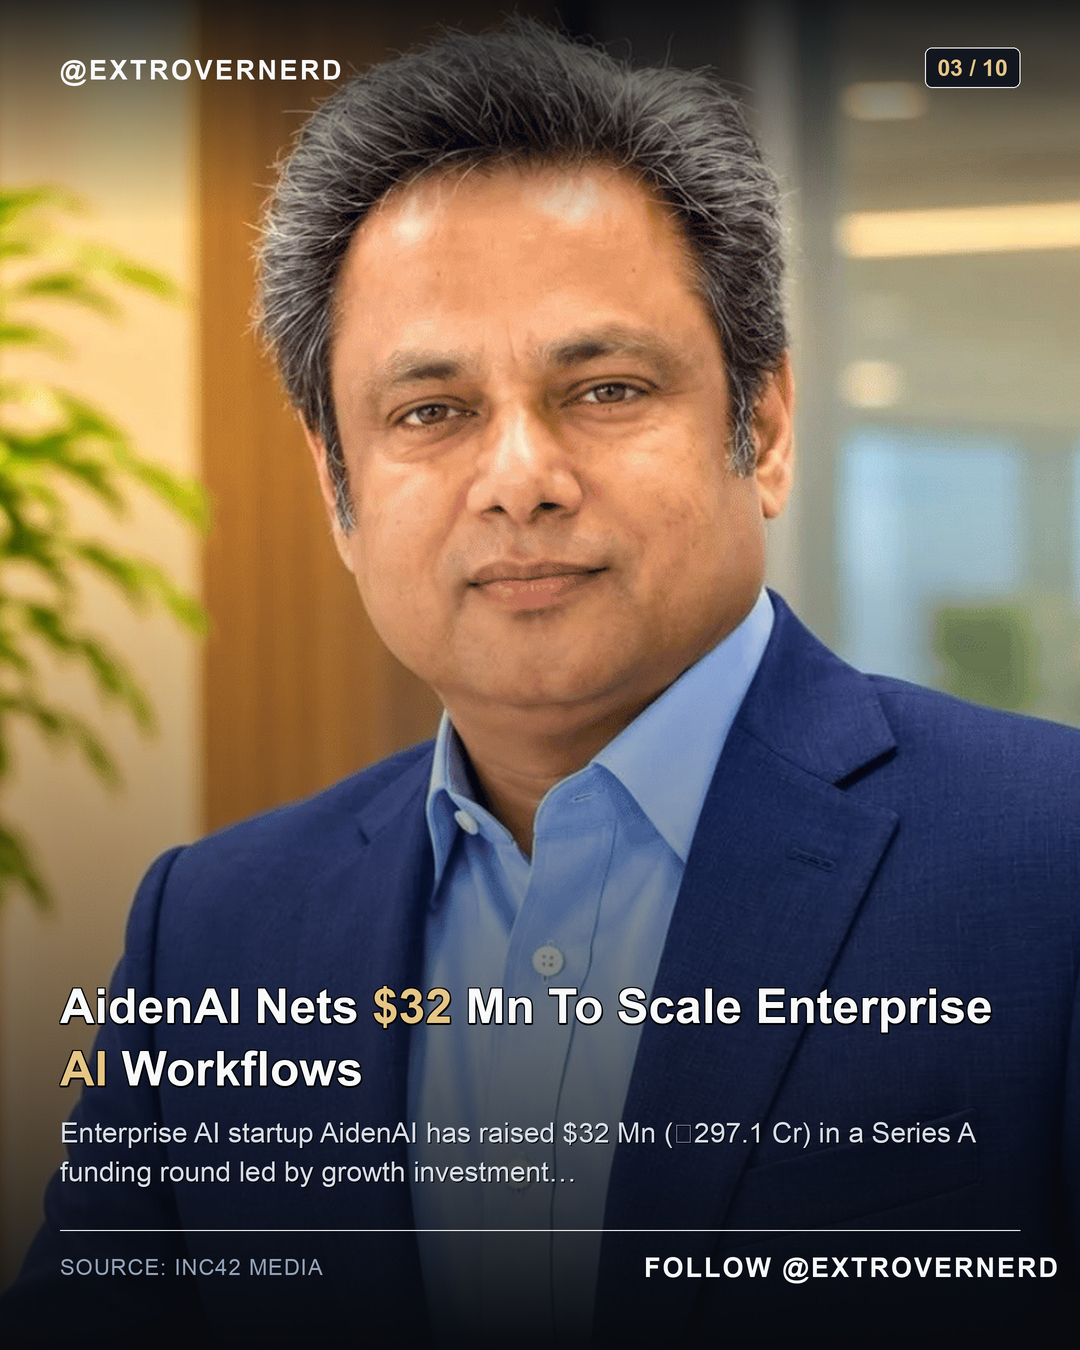 @EXTROVERNERD
03 / 10
AidenAI Nets $32 Mn To Scale Enterprise
AI Workflows
Enterprise AI startup AidenAI has raised $32 Mn (□297.1 Cr) in a Series A
funding round led by growth investment…
SOURCE: INC42 MEDIA
FOLLOW @EXTROVERNERD